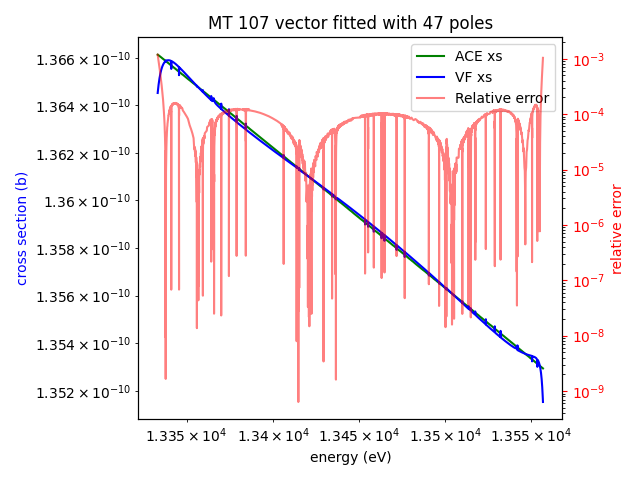 MT 107 vector fitted with 47 poles
ACE xs
VF xs
Relative error
1.366 × 10⁻¹⁰
1.364 × 10⁻¹⁰
1.362 × 10⁻¹⁰
1.36 × 10⁻¹⁰
1.358 × 10⁻¹⁰
1.356 × 10⁻¹⁰
1.354 × 10⁻¹⁰
1.352 × 10⁻¹⁰
cross section (b)
10⁻³
10⁻⁴
10⁻⁵
10⁻⁶
10⁻⁷
10⁻⁸
10⁻⁹
relative error
1.335 × 10⁴ 1.34 × 10⁴ 1.345 × 10⁴ 1.35 × 10⁴ 1.355 × 10⁴
energy (eV)